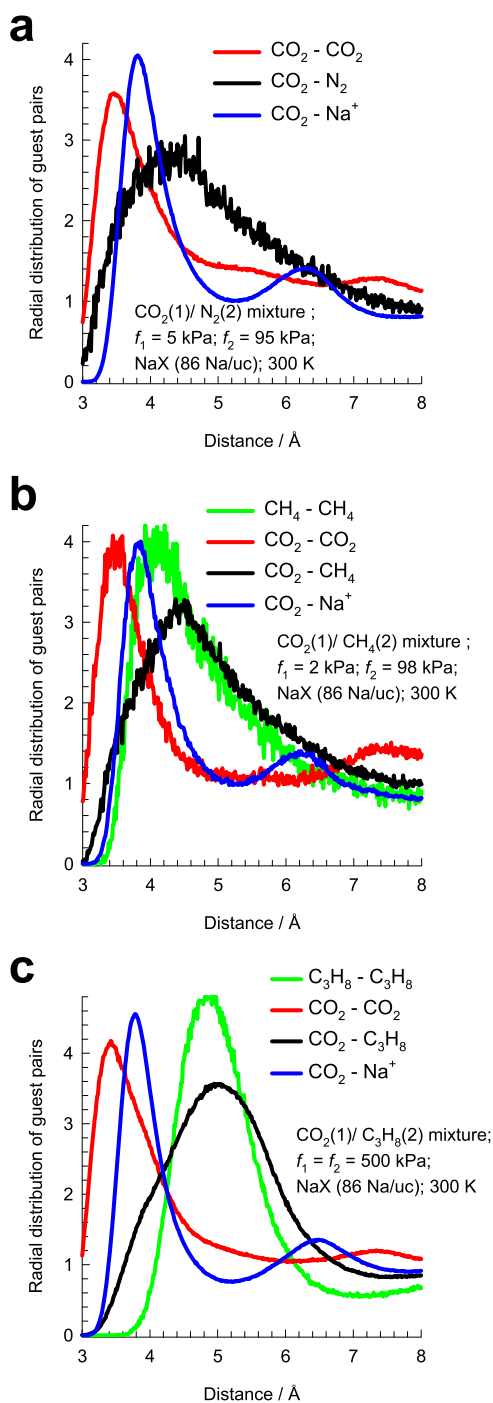 a
CO₂ - CO₂
CO₂ - N₂
CO₂ - Na⁺
Radial distribution of guest pairs
4
3
2
1
0
CO₂(1)/ N₂(2) mixture ;
f₁ = 5 kPa; f₂ = 95 kPa;
NaX (86 Na/uc); 300 K
3 4 5 6 7 8
Distance / Å
b
CH₄ - CH₄
CO₂ - CO₂
CO₂ - CH₄
CO₂ - Na⁺
Radial distribution of guest pairs
4
3
2
1
0
CO₂(1)/ CH₄(2) mixture ;
f₁ = 2 kPa; f₂ = 98 kPa;
NaX (86 Na/uc); 300 K
3 4 5 6 7 8
Distance / Å
c
C₃H₈ - C₃H₈
CO₂ - CO₂
CO₂ - C₃H₈
CO₂ - Na⁺
Radial distribution of guest pairs
4
3
2
1
0
CO₂(1)/ C₃H₈(2) mixture;
f₁ = f₂ = 500 kPa;
NaX (86 Na/uc); 300 K
3 4 5 6 7 8
Distance / Å